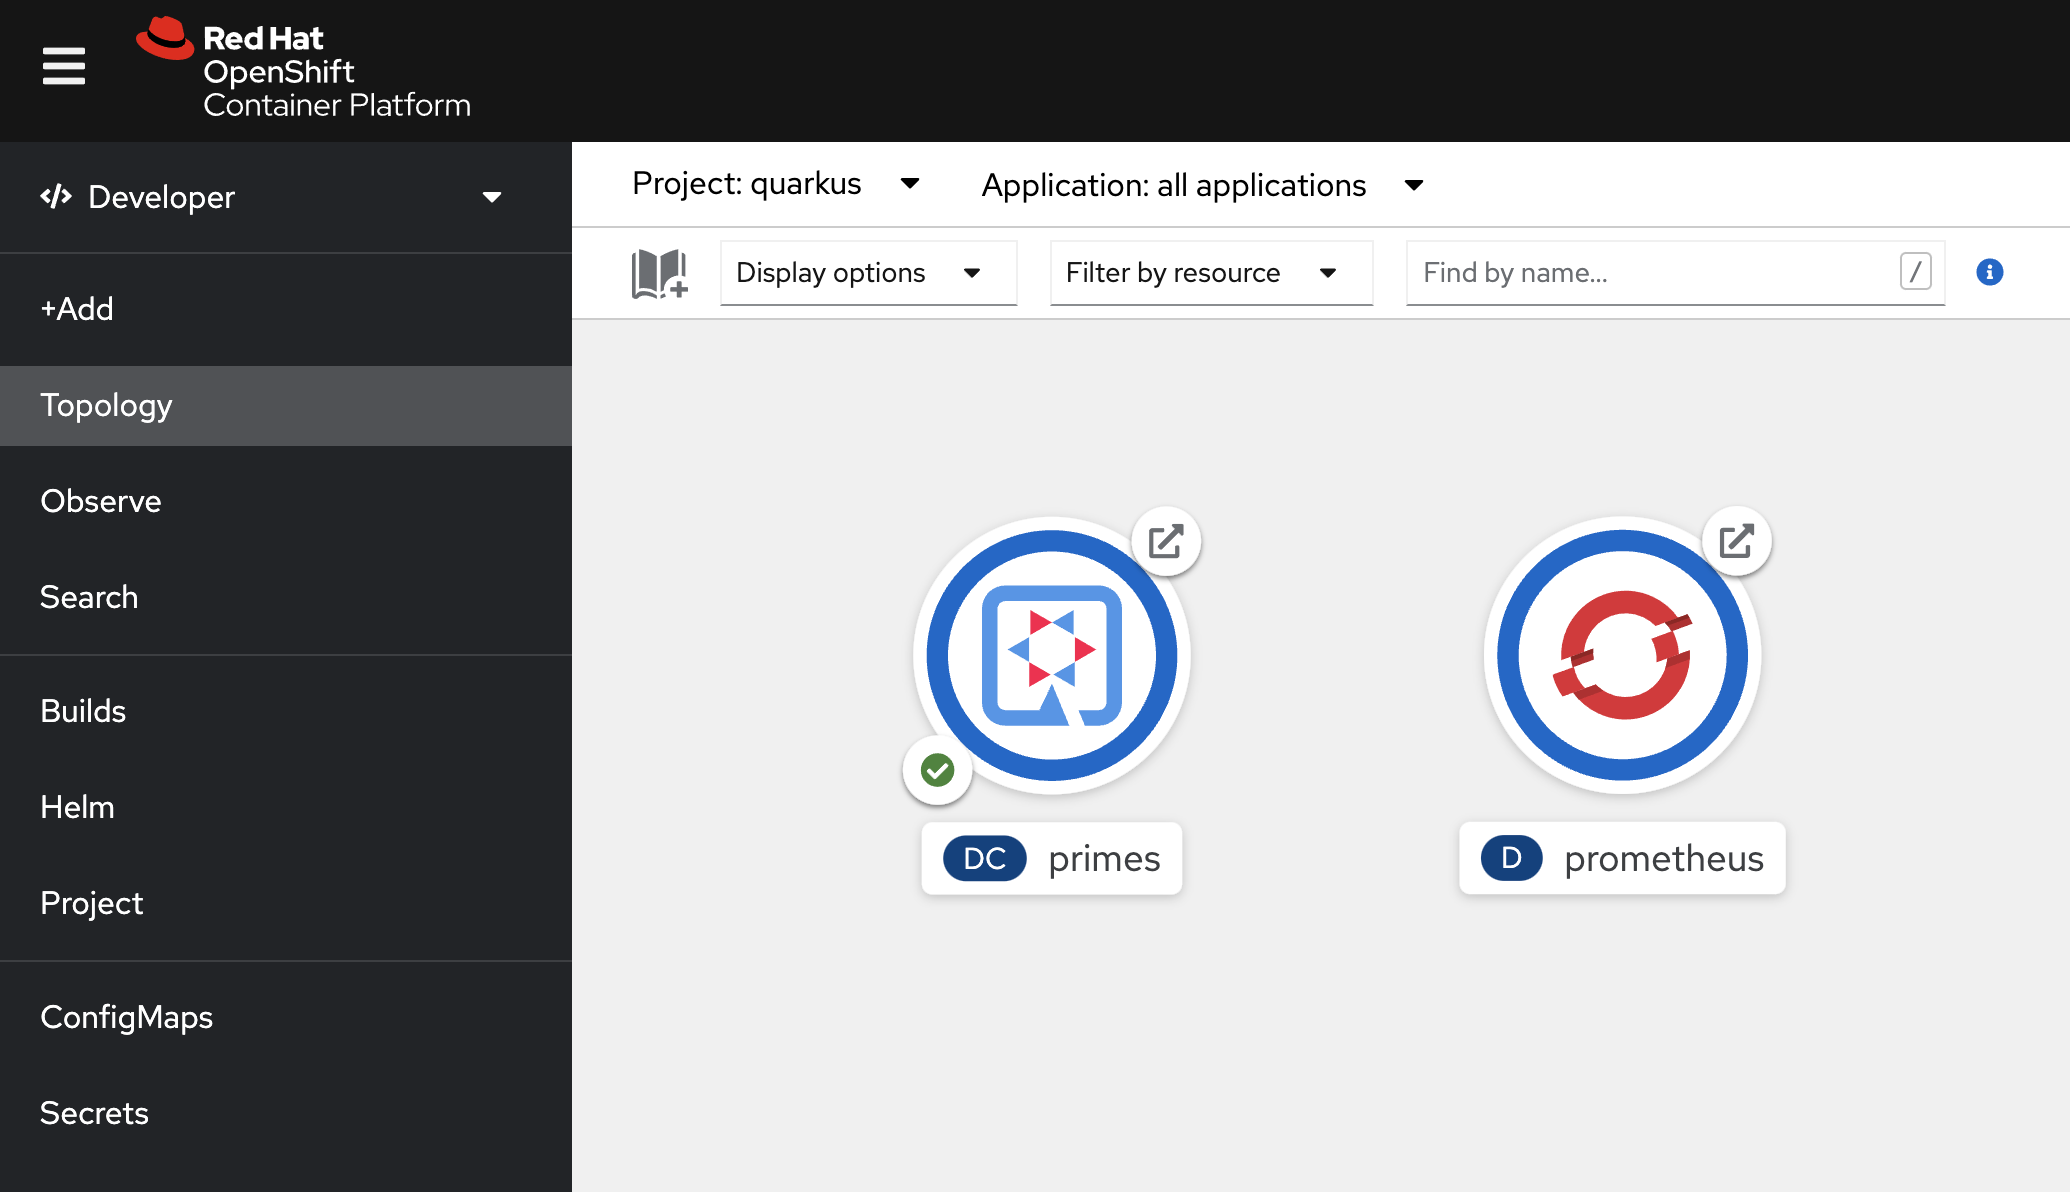 Red Hat
OpenShift
Container Platform
Developer
+Add
Topology
Observe
Search
Builds
Helm
Project
ConfigMaps
Secrets
Project: quarkus
Application: all applications
Display options
Filter by resource
Find by name...
/
DC primes
D prometheus